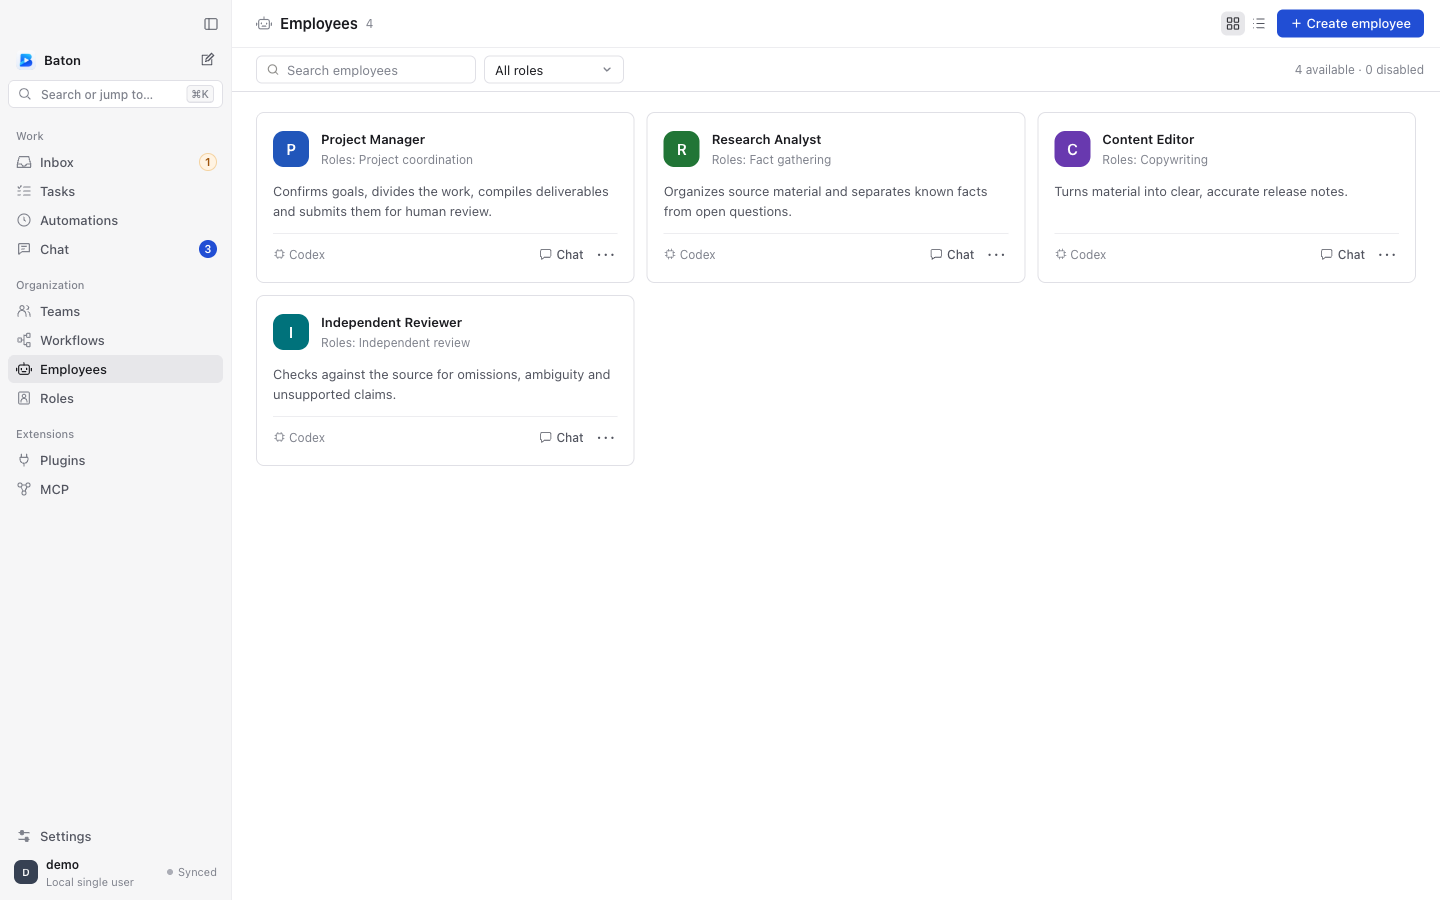 Baton
Search or jump to... ⌘K
Work
Inbox 1
Tasks
Automations
Chat 3
Organization
Teams
Workflows
Employees
Roles
Extensions
Plugins
MCP
Settings
D
demo
Local single user
Synced
Employees 4
+ Create employee
Search employees
All roles
4 available · 0 disabled
P
Project Manager
Roles: Project coordination
Confirms goals, divides the work, compiles deliverables
and submits them for human review.
Codex
Chat
R
Research Analyst
Roles: Fact gathering
Organizes source material and separates known facts
from open questions.
Codex
Chat
C
Content Editor
Roles: Copywriting
Turns material into clear, accurate release notes.
Codex
Chat
I
Independent Reviewer
Roles: Independent review
Checks against the source for omissions, ambiguity and
unsupported claims.
Codex
Chat